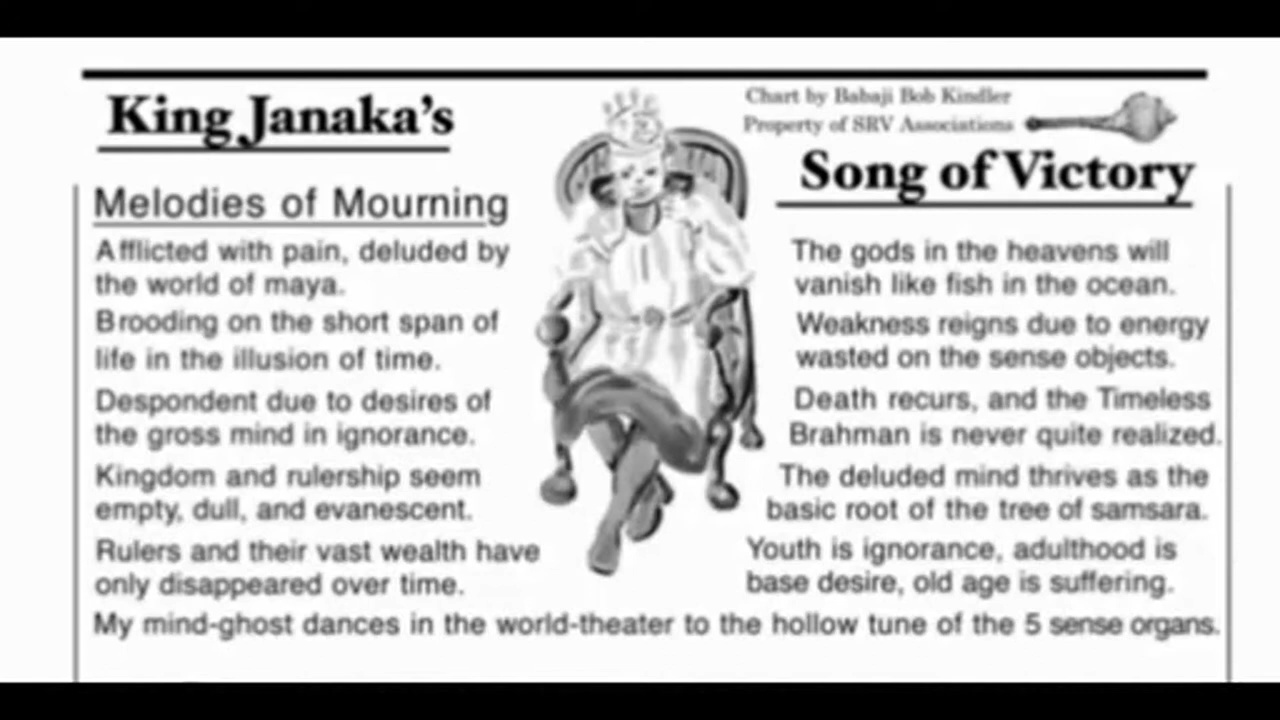 King Janaka's
Chart by Babaji Bob Kindler
Property of SRV Associations
Song of Victory
Melodies of Mourning
Afflicted with pain, deluded by
the world of maya.
Brooding on the short span of
life in the illusion of time.
Despondent due to desires of
the gross mind in ignorance.
Kingdom and rulership seem
empty, dull, and evanescent.
Rulers and their vast wealth have
only disappeared over time.
The gods in the heavens will
vanish like fish in the ocean.
Weakness reigns due to energy
wasted on the sense objects.
Death recurs, and the Timeless
Brahman is never quite realized.
The deluded mind thrives as the
basic root of the tree of samsara.
Youth is ignorance, adulthood is
base desire, old age is suffering.
My mind-ghost dances in the world-theater to the hollow tune of the 5 sense organs.